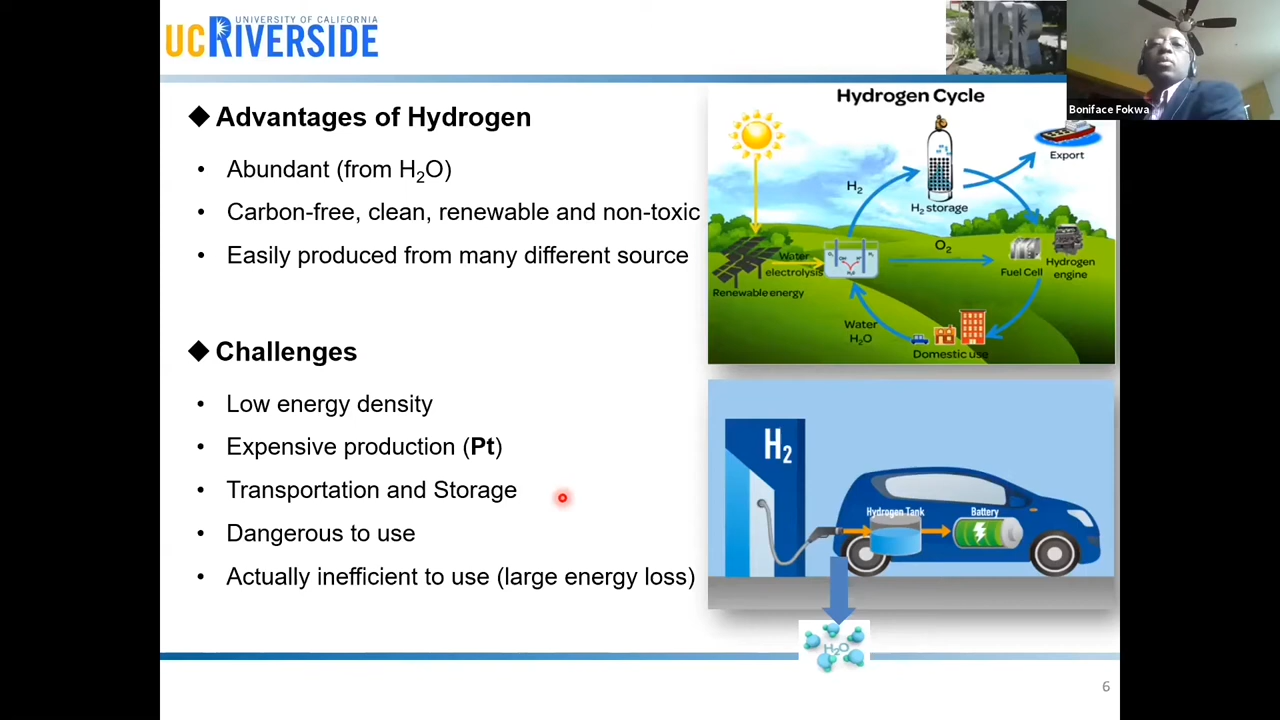 UNIVERSITY OF CALIFORNIA
UCRIVERSIDE
UCR
Boniface Fokwa
◆ Advantages of Hydrogen
• Abundant (from H₂O)
• Carbon-free, clean, renewable and non-toxic
• Easily produced from many different source
◆ Challenges
• Low energy density
• Expensive production (Pt)
• Transportation and Storage
• Dangerous to use
• Actually inefficient to use (large energy loss)
Hydrogen Cycle
Export
H₂
H₂ storage
O₂
Water
electrolysis
Renewable energy
Fuel Cell
Hydrogen
engine
Water
H₂O
Domestic use
H₂
Hydrogen Tank
Battery
H₂O
6